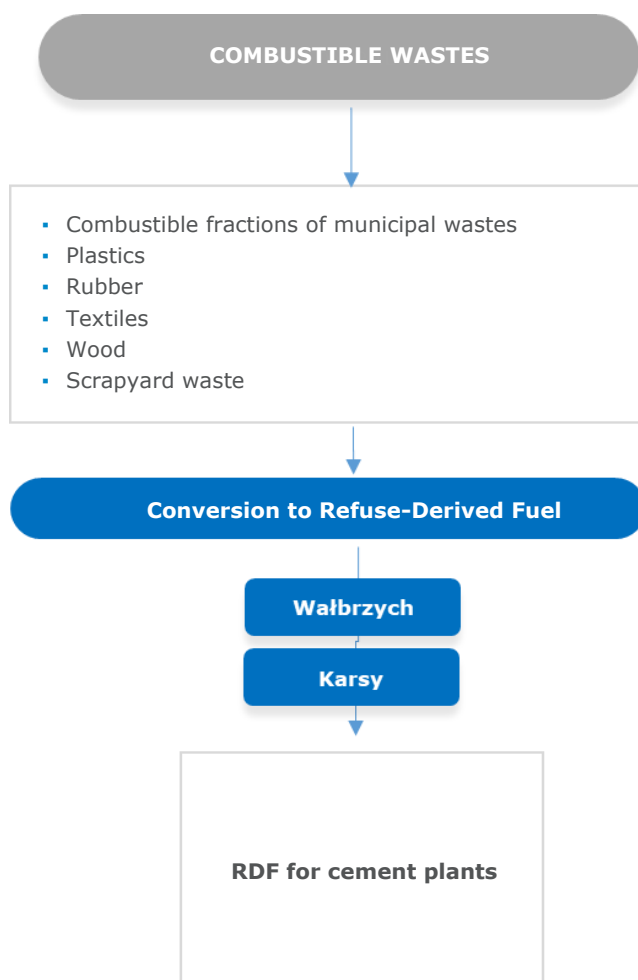 COMBUSTIBLE WASTES
▪ Combustible fractions of municipal wastes
▪ Plastics
▪ Rubber
▪ Textiles
▪ Wood
▪ Scrapyard waste
Conversion to Refuse-Derived Fuel
Wałbrzych
Karsy
RDF for cement plants